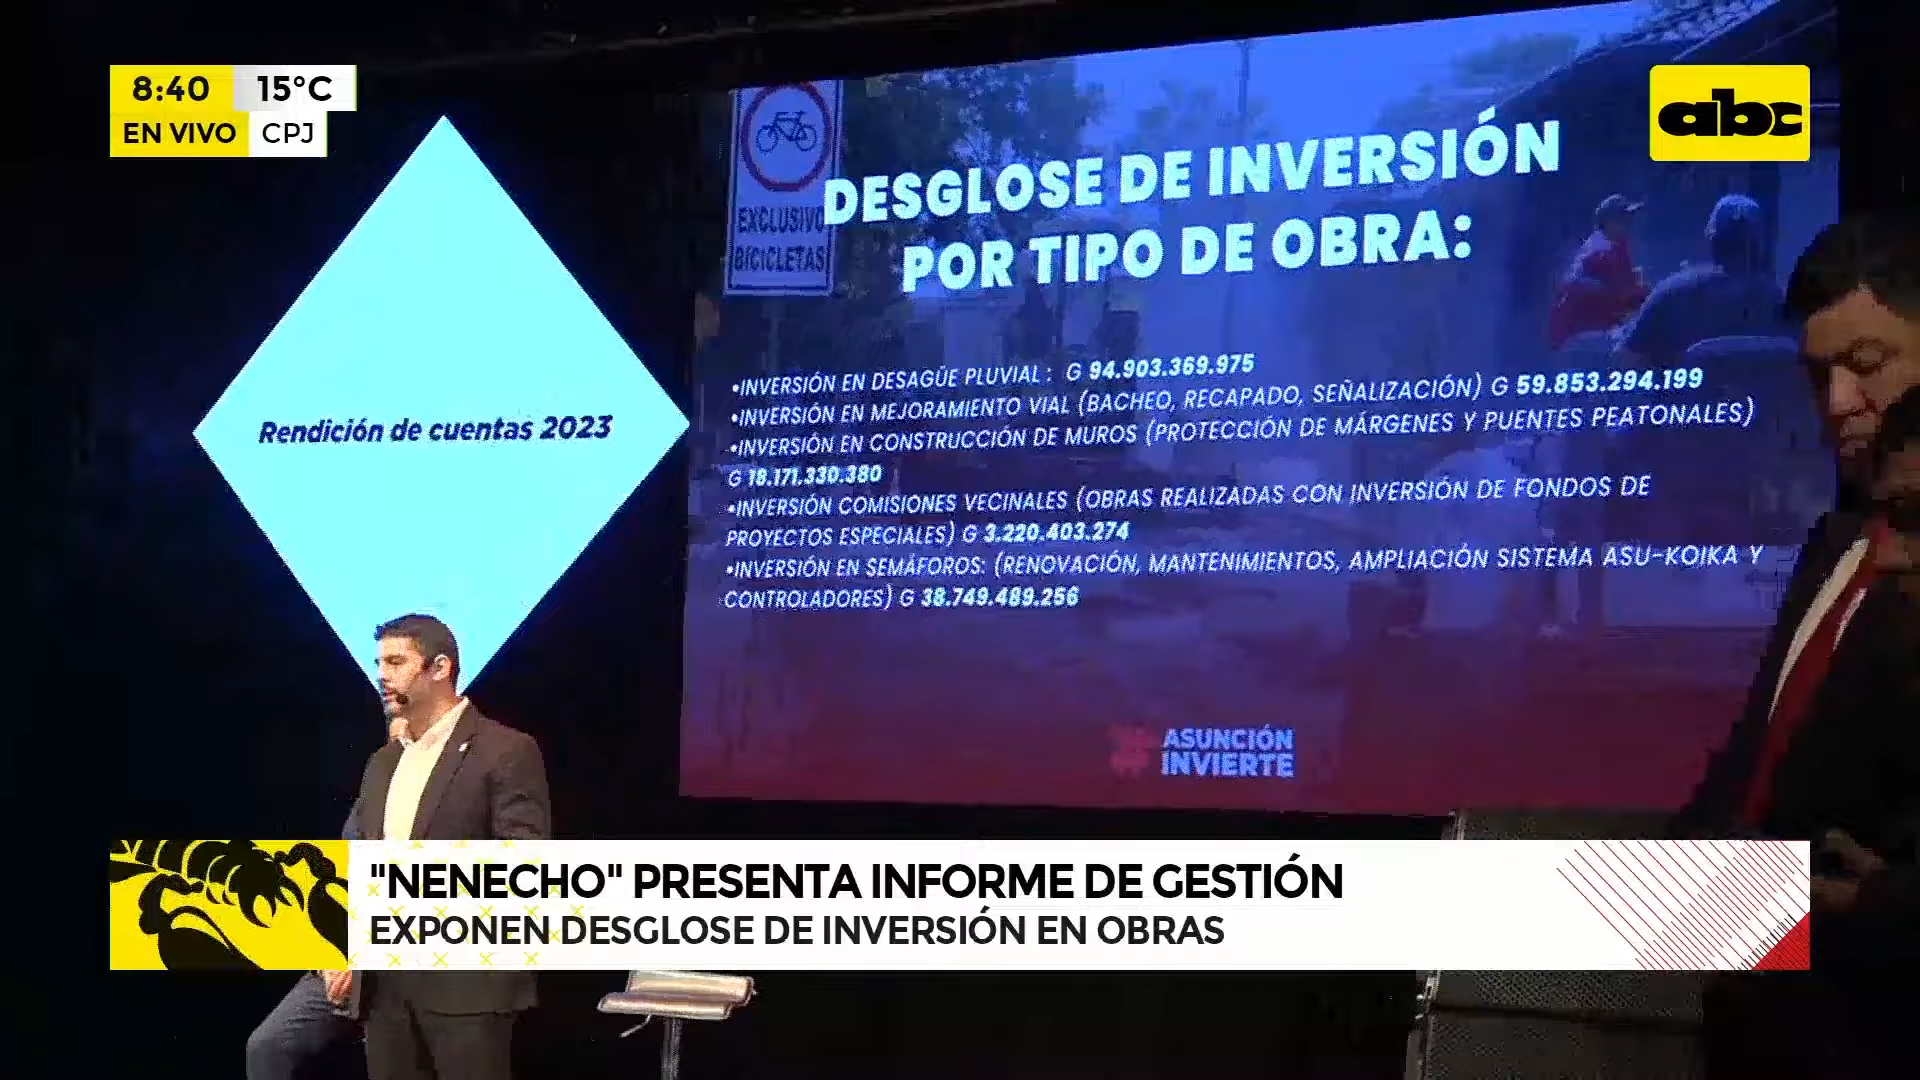 8:40 15°C
EN VIVO CPJ
abc
EXCLUSIVO
BICICLETAS
DESGLOSE DE INVERSIÓN
POR TIPO DE OBRA:
Rendición de cuentas 2023
•INVERSIÓN EN DESAGÜE PLUVIAL : G 94.903.369.975
•INVERSIÓN EN MEJORAMIENTO VIAL (BACHEO, RECAPADO, SEÑALIZACIÓN) G 59.853.294.199
•INVERSIÓN EN CONSTRUCCIÓN DE MUROS (PROTECCIÓN DE MÁRGENES Y PUENTES PEATONALES)
G 18.171.330.380
•INVERSIÓN COMISIONES VECINALES (OBRAS REALIZADAS CON INVERSIÓN DE FONDOS DE
PROYECTOS ESPECIALES) G 3.220.403.274
•INVERSIÓN EN SEMÁFOROS: (RENOVACIÓN, MANTENIMIENTOS, AMPLIACIÓN SISTEMA ASU-KOIKA Y
CONTROLADORES) G 38.749.489.256
# ASUNCIÓN
INVIERTE
"NENECHO" PRESENTA INFORME DE GESTIÓN
EXPONEN DESGLOSE DE INVERSIÓN EN OBRAS